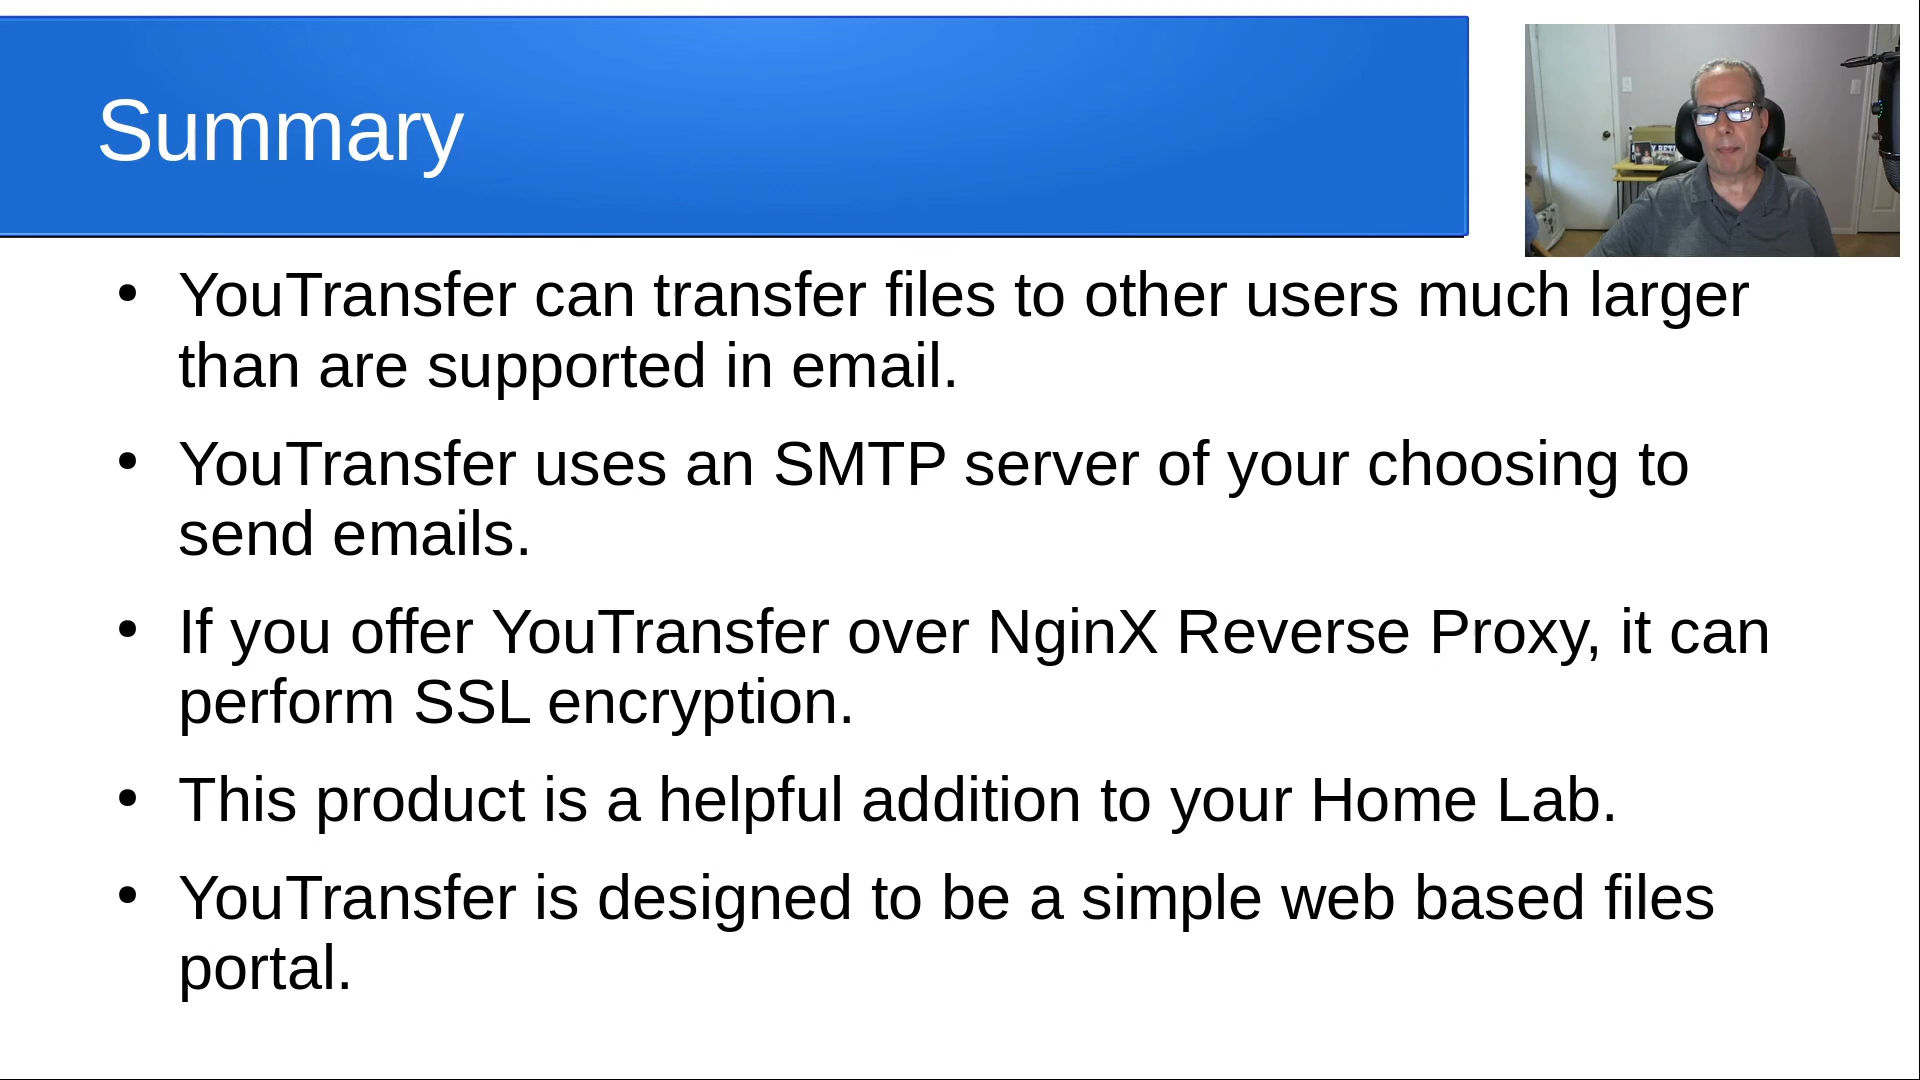 Summary
• YouTransfer can transfer files to other users much larger
than are supported in email.
• YouTransfer uses an SMTP server of your choosing to
send emails.
• If you offer YouTransfer over NginX Reverse Proxy, it can
perform SSL encryption.
• This product is a helpful addition to your Home Lab.
• YouTransfer is designed to be a simple web based files
portal.